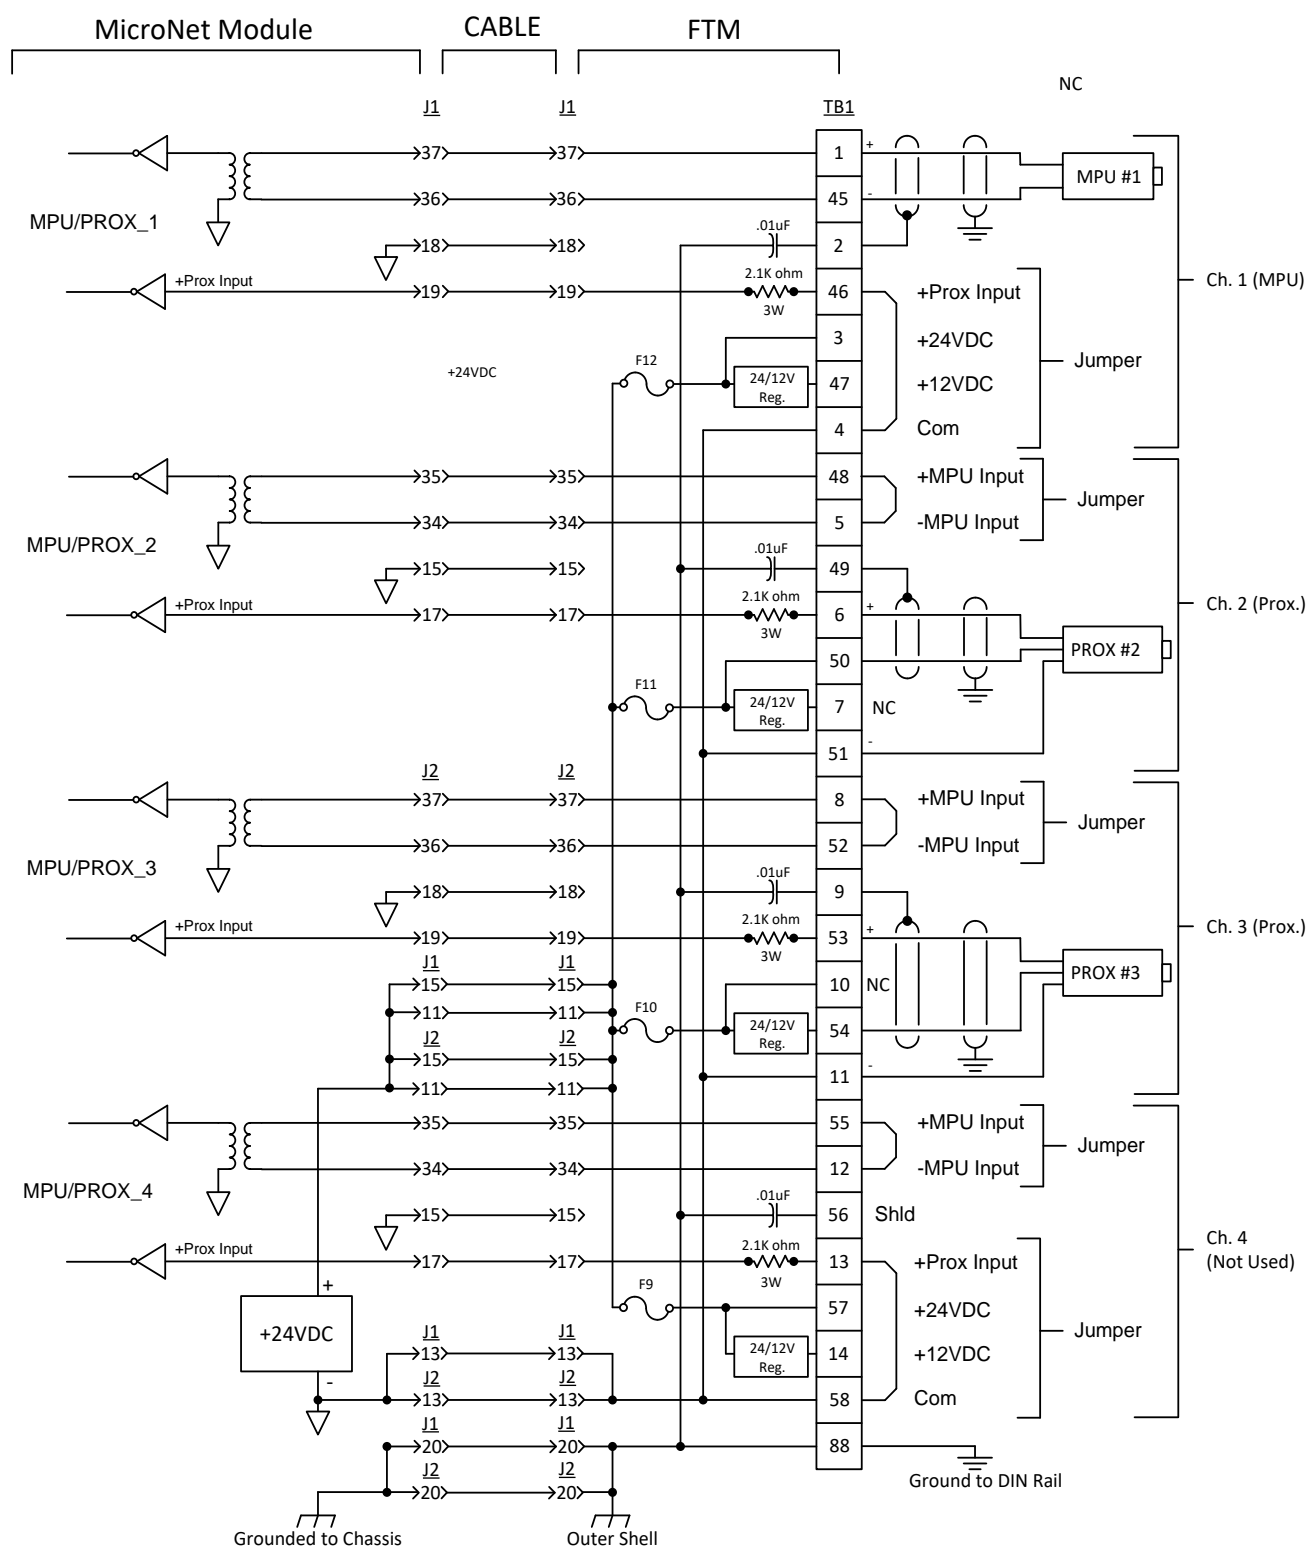 MicroNet Module CABLE FTM
NC
J1 J1 TB1
37 37 1 +
MPU #1
36 36 45 -
MPU/PROX_1
.01uF
18 18 2
2.1K ohm
+Prox Input 19 19 46 +Prox Input
3W
Ch. 1 (MPU)
3 +24VDC
F12
+24VDC
24/12V
Reg.
47 +12VDC
Jumper
4 Com
35 35 48 +MPU Input
Jumper
34 34 5 -MPU Input
MPU/PROX_2
.01uF
15 15 49
2.1K ohm
+Prox Input 17 17 6 +
3W
Ch. 2 (Prox.)
PROX #2
50
F11
24/12V
Reg.
7 NC
51 -
J2 J2
37 37 8 +MPU Input
Jumper
36 36 52 -MPU Input
MPU/PROX_3
.01uF
18 18 9
2.1K ohm
+Prox Input 19 19 53 +
3W
Ch. 3 (Prox.)
J1 J1
PROX #3
15 15 10 NC
11 11
F10
24/12V
Reg.
54
J2 J2
15 15
11 -
11 11
35 35 55 +MPU Input
Jumper
34 34 12 -MPU Input
MPU/PROX_4
.01uF
15 15 56 Shld
2.1K ohm
+Prox Input 17 17 13 +Prox Input
3W
Ch. 4
(Not Used)
F9
57 +24VDC
+
+24VDC
-
J1 J1
13 13
24/12V
Reg.
14 +12VDC
Jumper
J2 J2
13 13 58 Com
J1 J1
20 20 88
J2 J2
20 20
Ground to DIN Rail
Grounded to Chassis Outer Shell